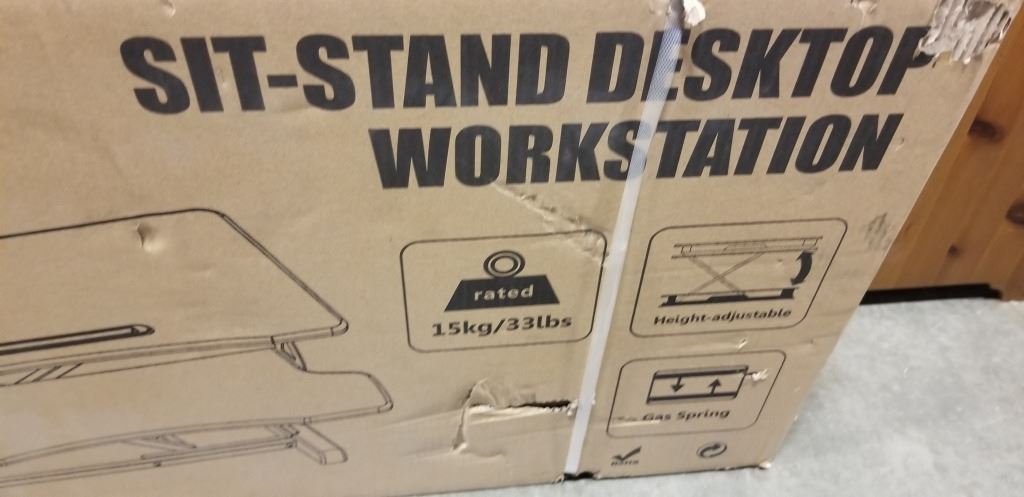 SIT-STAND DESKTOP
WORKSTATION
rated
15kg/33lbs
Height-adjustable
Gas Spring